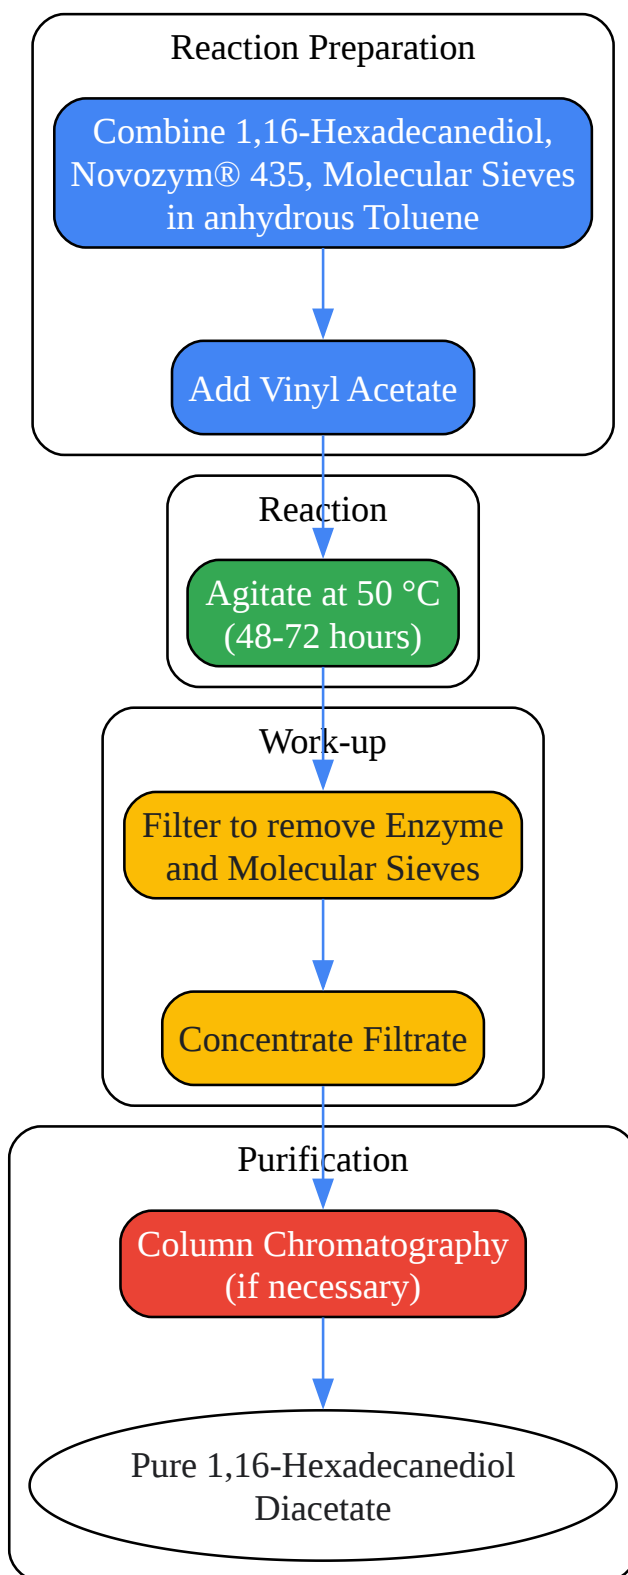 Reaction Preparation
Combine 1,16-Hexadecanediol,
Novozym® 435, Molecular Sieves
in anhydrous Toluene
Add Vinyl Acetate
Reaction
Agitate at 50 °C
(48-72 hours)
Work-up
Filter to remove Enzyme
and Molecular Sieves
Concentrate Filtrate
Purification
Column Chromatography
(if necessary)
Pure 1,16-Hexadecanediol
Diacetate